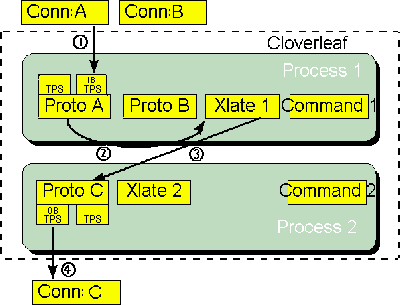 Conn:A
Conn:B
①
Cloverleaf
Process 1
TPS
IB
TPS
Proto A
Proto B
Xlate 1
Command 1
②
③
Proto C
Xlate 2
Command 2
OB
TPS
TPS
Process 2
④
Conn: C